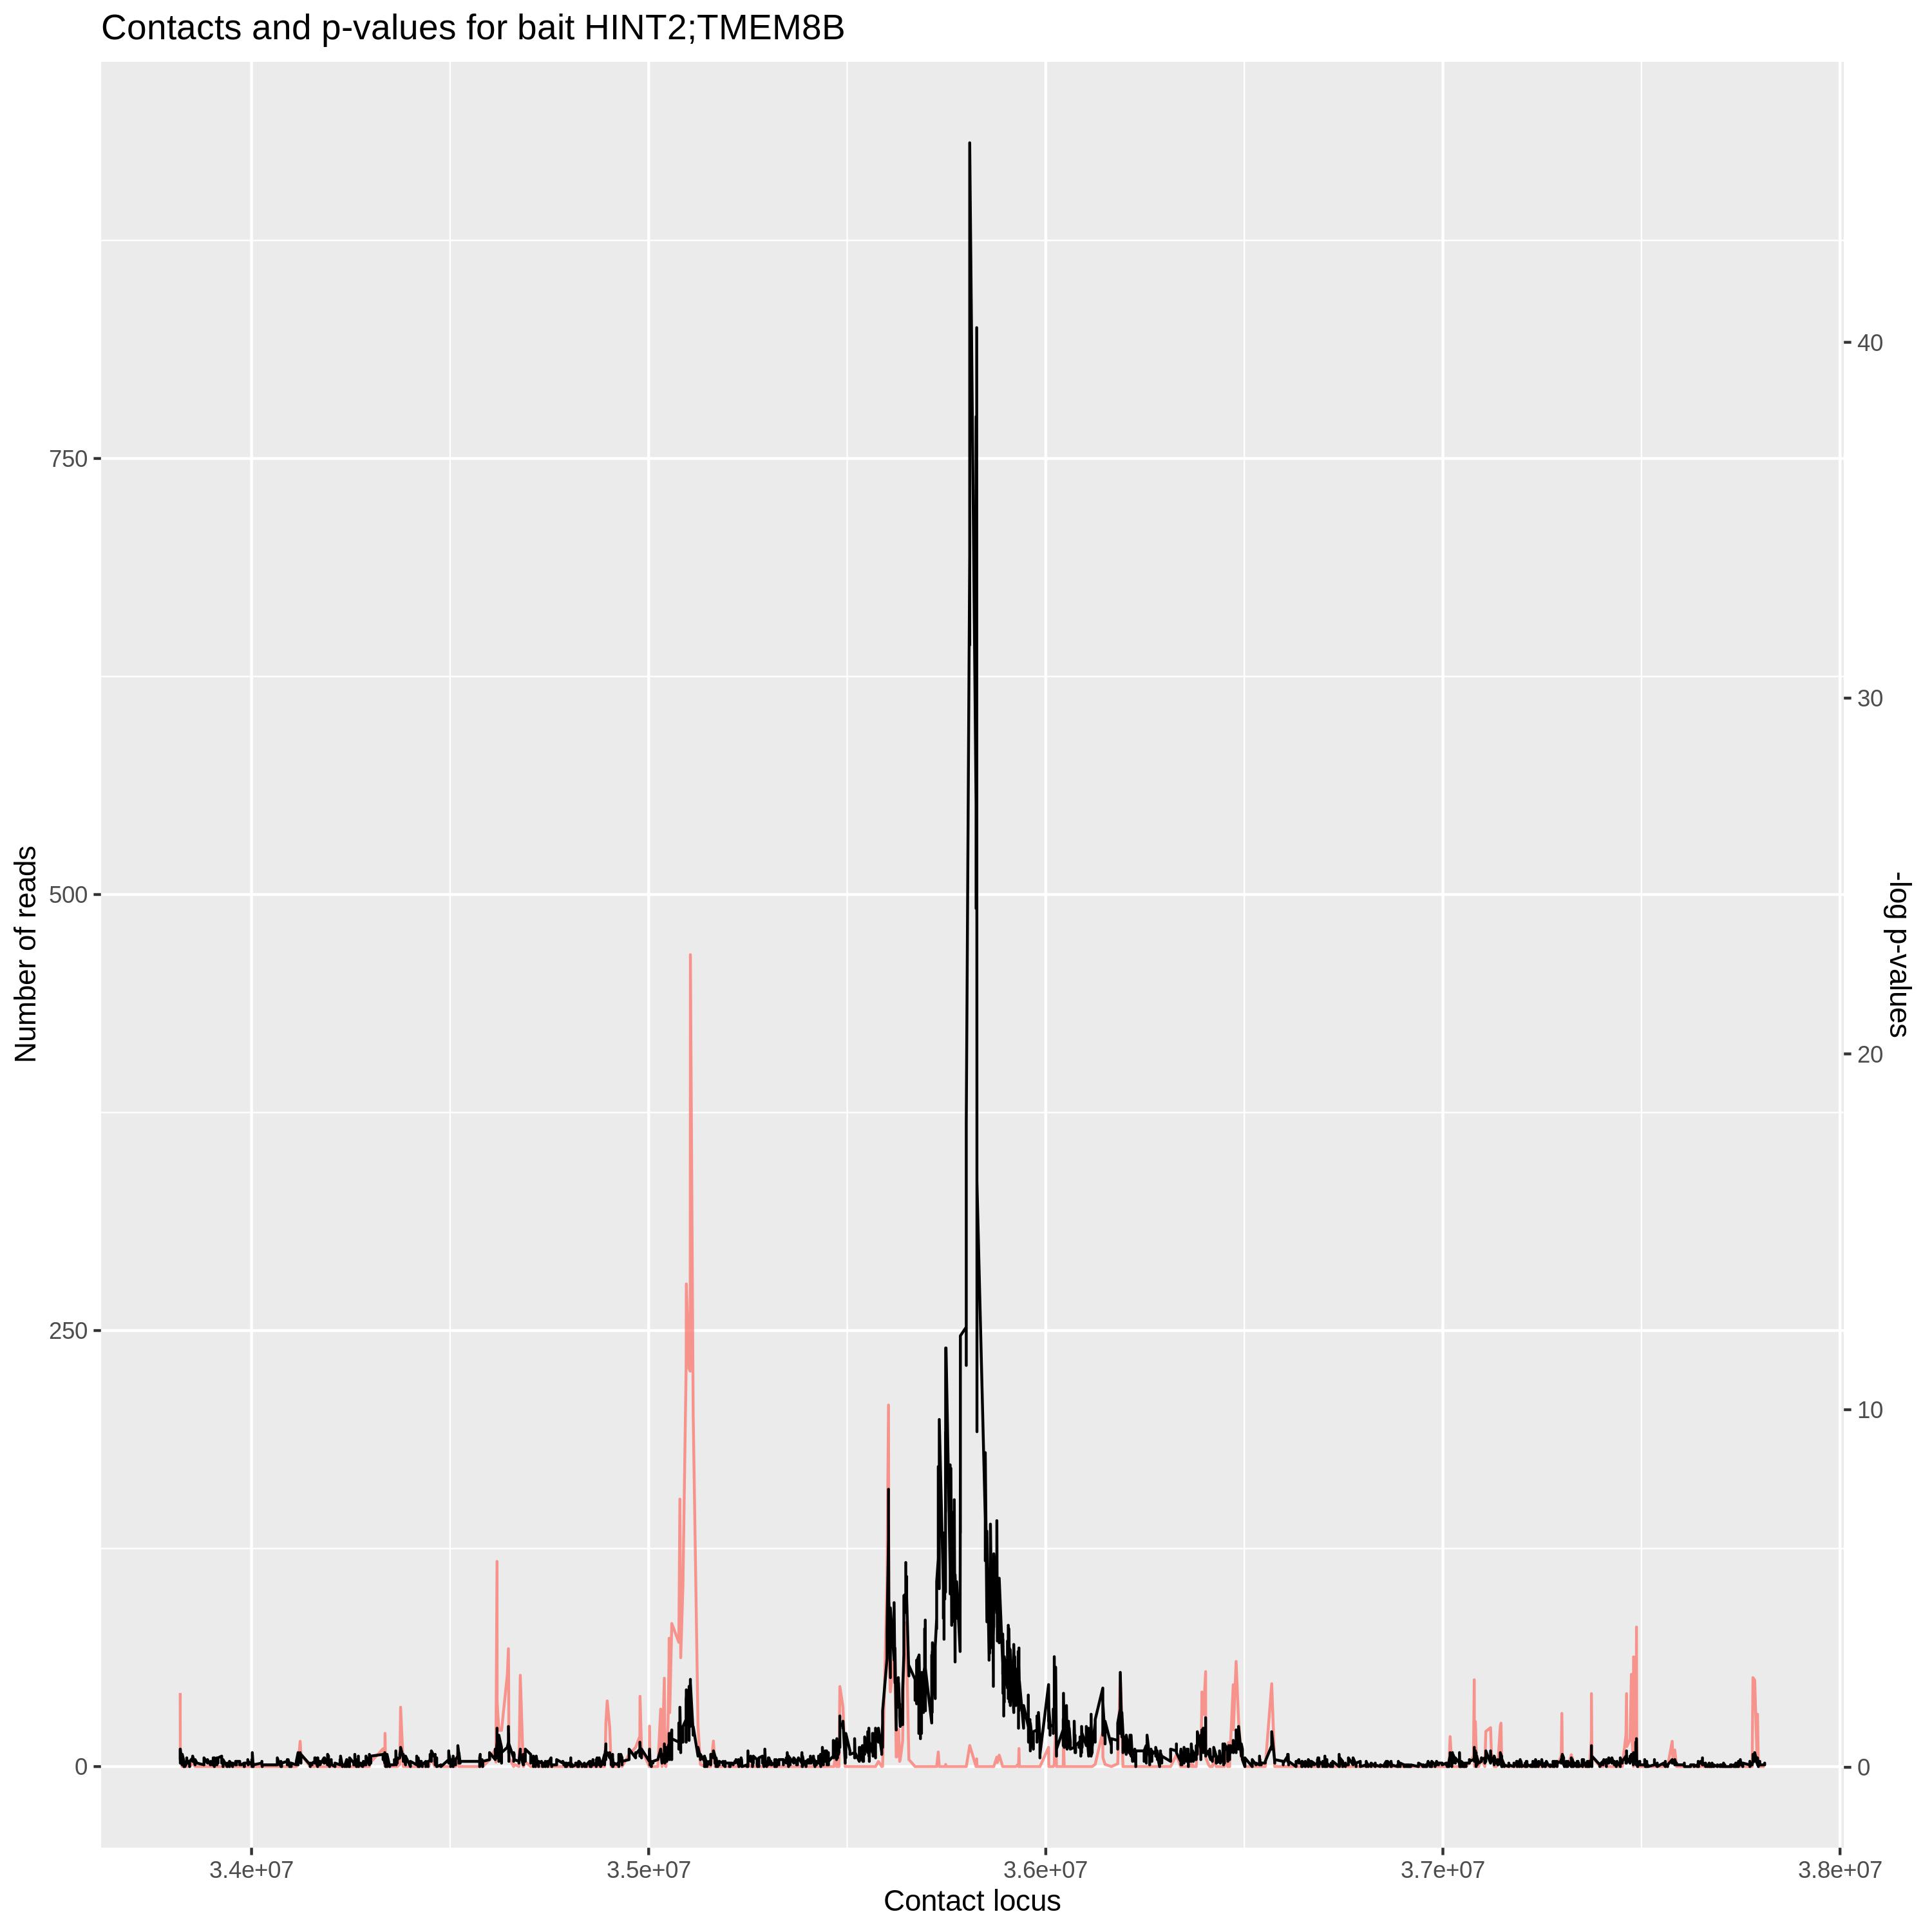 Contacts and p-values for bait HINT2;TMEM8B
Number of reads
750
500
250
0
40
30
20
10
0
-log p-values
3.4e+07
3.5e+07
3.6e+07
3.7e+07
3.8e+07
Contact locus